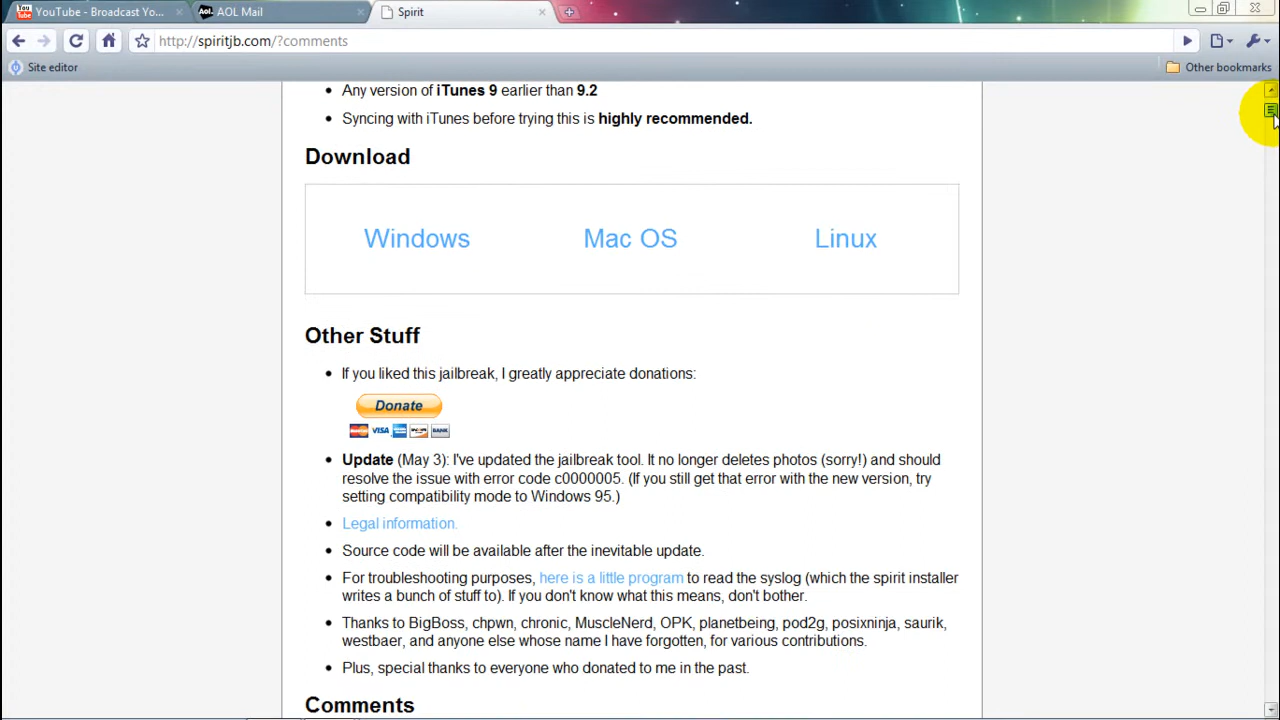 YouTube - Broadcast Yo...
AOL Mail
Spirit
http://spiritjb.com/?comments
Site editor
Other bookmarks
Any version of iTunes 9 earlier than 9.2
Syncing with iTunes before trying this is highly recommended.
Download
Windows
Mac OS
Linux
Other Stuff
If you liked this jailbreak, I greatly appreciate donations:
Donate
VISA
BANK
Update (May 3): I've updated the jailbreak tool. It no longer deletes photos (sorry!) and should
resolve the issue with error code c0000005. (If you still get that error with the new version, try
setting compatibility mode to Windows 95.)
Legal information.
Source code will be available after the inevitable update.
For troubleshooting purposes, here is a little program to read the syslog (which the spirit installer
writes a bunch of stuff to). If you don't know what this means, don't bother.
Thanks to BigBoss, chpwn, chronic, MuscleNerd, OPK, planetbeing, pod2g, posixninja, saurik,
westbaer, and anyone else whose name I have forgotten, for various contributions.
Plus, special thanks to everyone who donated to me in the past.
Comments